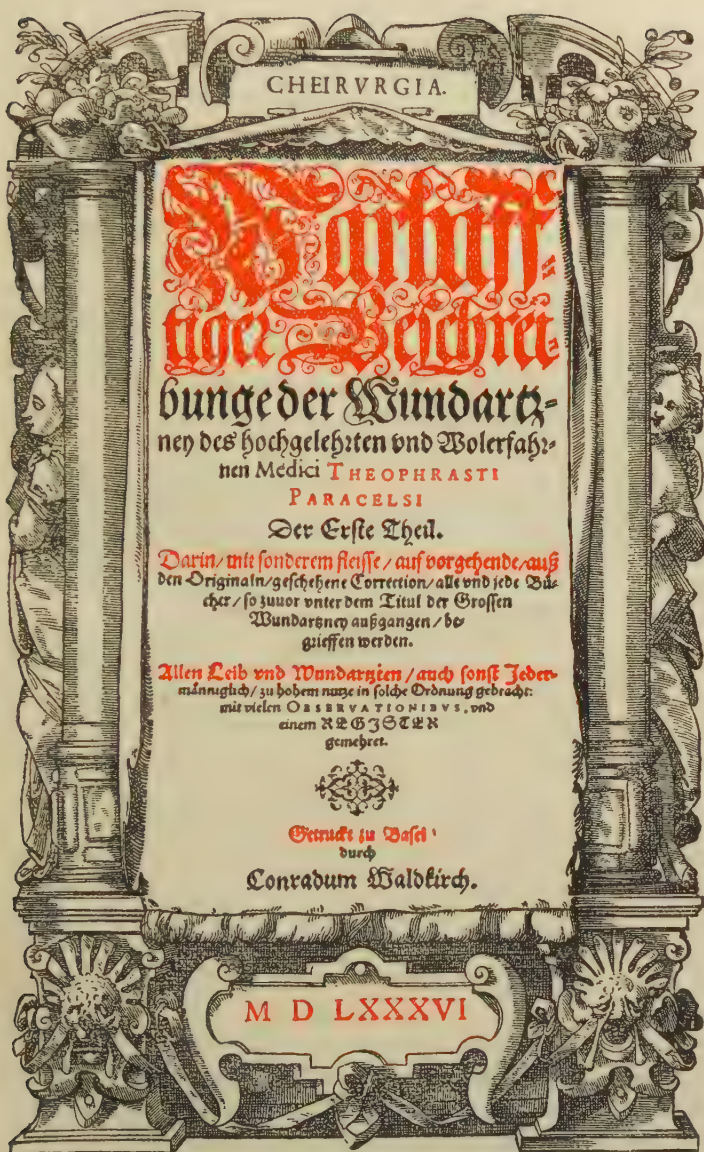 CHEIRVRGIA.
Warhaff-
tiger Beschrei-
bunge der Wundartz-
ney des hochgelehrten vnd Wolerfahr-
nen Medici THEOPHRASTI
PARACELSI
Der Erste Theil.
Darin/ mit sonderem fleisse / auf vorgehende/ auß
den Originaln/ geschehene Correction/ alle vnd jede Bü-
cher / so zuuor vnter dem Titul der Grossen
Wundartzney außgangen / be-
grieffen werden.
Allen Leib vnd Wundartzten / auch sonst Jeder-
männiglich/ zu hohem nutze in solche Ordnung gebracht:
mit vielen OBSERVATIONIBVS, vnd
einem REGISTER
gemehret.
Getruckt zu Basel
durch
Conradum Waldkirch.
M D LXXXVI